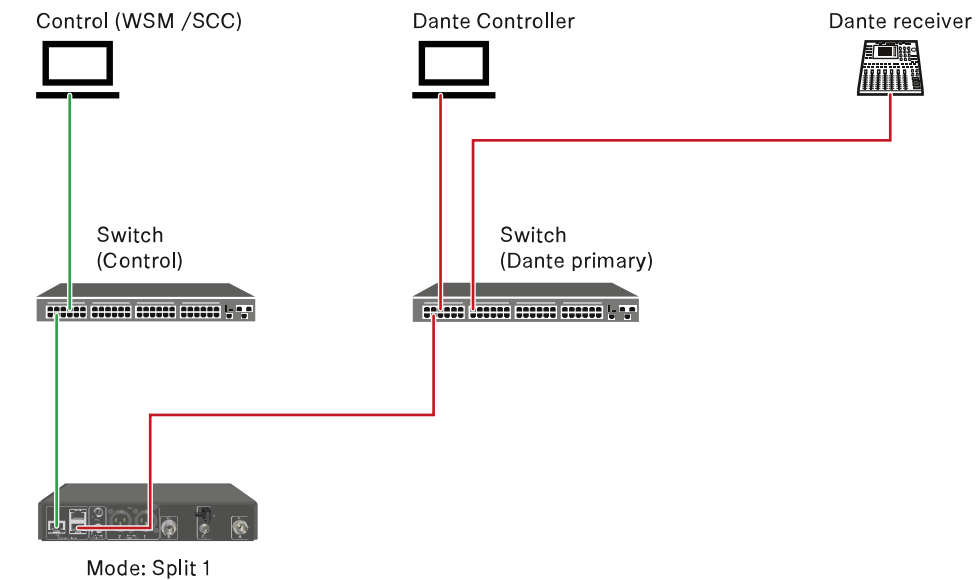 Control (WSM /SCC)
Dante Controller
Dante receiver
Switch
(Control)
Switch
(Dante primary)
Mode: Split 1